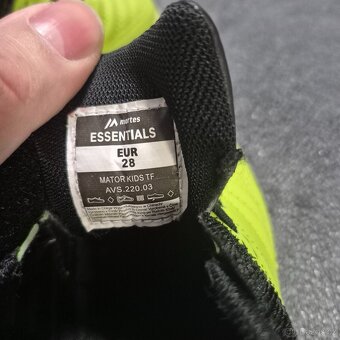 martes
ESSENTIALS
EUR
28
MATOR KIDS TF
AVS.220.03